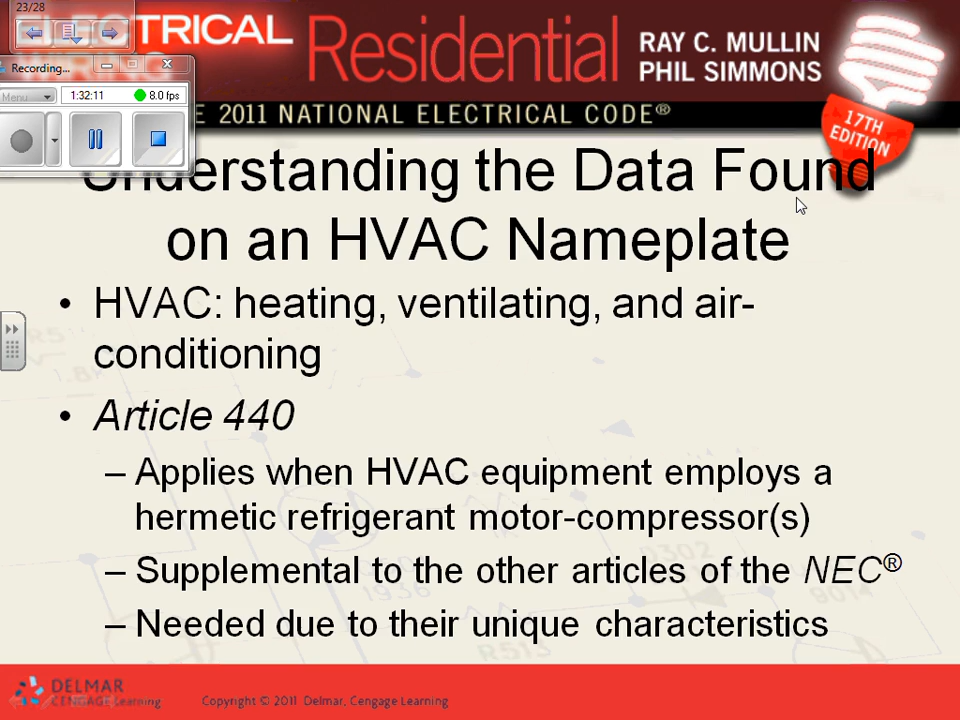 23/28
ELECTRICAL Residential RAY C. MULLIN
PHIL SIMMONS
Recording...
Menu 1:32:11 8.0 fps
2011 NATIONAL ELECTRICAL CODE®
17TH
EDITION
Understanding the Data Found
on an HVAC Nameplate
• HVAC: heating, ventilating, and air-
conditioning
• Article 440
– Applies when HVAC equipment employs a
hermetic refrigerant motor-compressor(s)
– Supplemental to the other articles of the NEC®
– Needed due to their unique characteristics
DELMAR
CENGAGE Learning
Copyright © 2011 Delmar, Cengage Learning